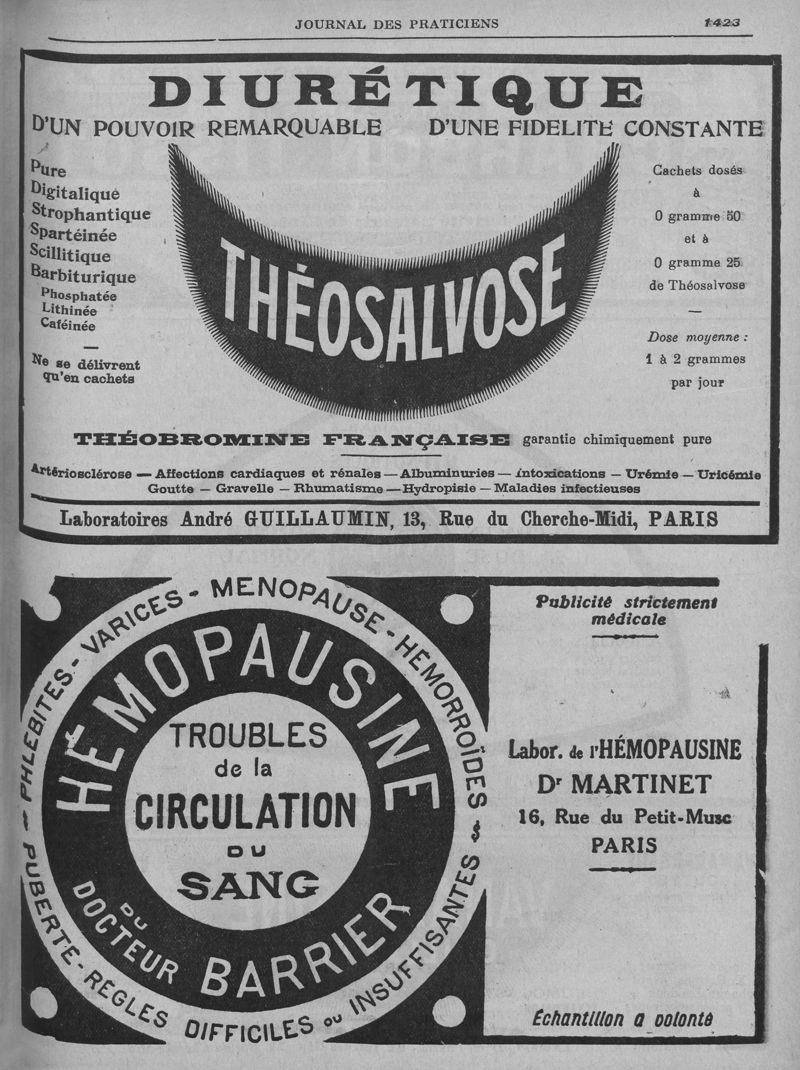 JOURNAL DES PRATICIENS 1423
DIURÉTIQUE
D'UN POUVOIR REMARQUABLE D'UNE FIDELITÉ CONSTANTE
Pure
Digitalique
Strophantique
Spartéinée
Scillitique
Barbiturique
Phosphatée
Lithinée
Caféinée
Ne se délivrent
qu'en cachets
THÉOSALVOSE
Cachets dosés
à
0 gramme 50
et à
0 gramme 25
de Théosalvose
Dose moyenne :
1 à 2 grammes
par jour
THÉOBROMINE FRANÇAISE garantie chimiquement pure
Artériosclérose — Affections cardiaques et rénales — Albuminuries — Intoxications — Urémie — Uricémie
Goutte — Gravelle — Rhumatisme — Hydropisie — Maladies infectieuses
Laboratoires André GUILLAUMIN, 13, Rue du Cherche-Midi, PARIS
PHLÉBITES - VARICES - MENOPAUSE - HÉMORROÏDES
PUBERTÉ - RÈGLES DIFFICILES ou INSUFFISANTES
HÉMOPAUSINE
TROUBLES
de la
CIRCULATION
DU
SANG
DU
DOCTEUR BARRIER
Publicité strictement
médicale
Labor. de l'HÉMOPAUSINE
Dr MARTINET
16, Rue du Petit-Musc
PARIS
Échantillon a volonté